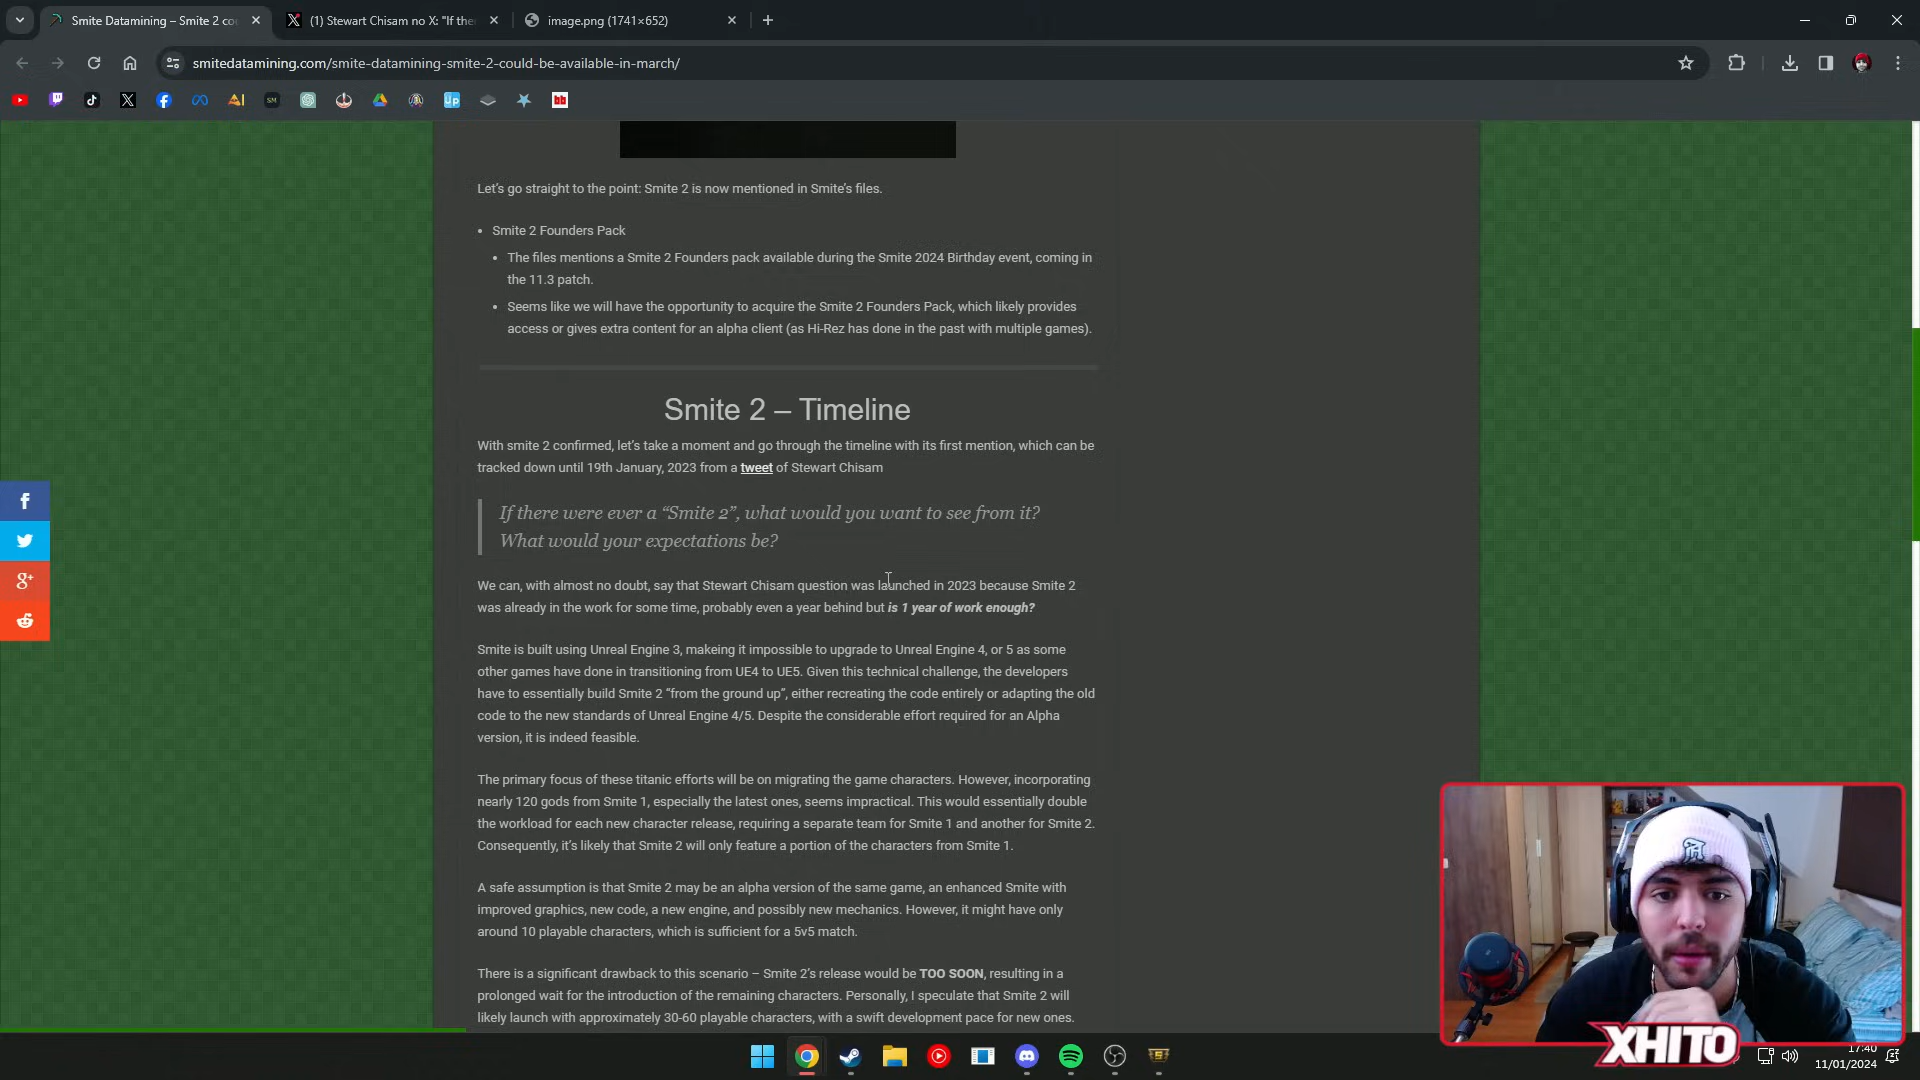 Smite Datamining – Smite 2 co
(1) Stewart Chisam no X: "If the
image.png (1741×652)
smitedatamining.com/smite-datamining-smite-2-could-be-available-in-march/
Let's go straight to the point: Smite 2 is now mentioned in Smite's files.
Smite 2 Founders Pack
The files mentions a Smite 2 Founders pack available during the Smite 2024 Birthday event, coming in
the 11.3 patch.
Seems like we will have the opportunity to acquire the Smite 2 Founders Pack, which likely provides
access or gives extra content for an alpha client (as Hi-Rez has done in the past with multiple games).
Smite 2 – Timeline
With smite 2 confirmed, let's take a moment and go through the timeline with its first mention, which can be
tracked down until 19th January, 2023 from a tweet of Stewart Chisam
If there were ever a “Smite 2”, what would you want to see from it?
What would your expectations be?
We can, with almost no doubt, say that Stewart Chisam question was launched in 2023 because Smite 2
was already in the work for some time, probably even a year behind but is 1 year of work enough?
Smite is built using Unreal Engine 3, makeing it impossible to upgrade to Unreal Engine 4, or 5 as some
other games have done in transitioning from UE4 to UE5. Given this technical challenge, the developers
have to essentially build Smite 2 “from the ground up”, either recreating the code entirely or adapting the old
code to the new standards of Unreal Engine 4/5. Despite the considerable effort required for an Alpha
version, it is indeed feasible.
The primary focus of these titanic efforts will be on migrating the game characters. However, incorporating
nearly 120 gods from Smite 1, especially the latest ones, seems impractical. This would essentially double
the workload for each new character release, requiring a separate team for Smite 1 and another for Smite 2.
Consequently, it's likely that Smite 2 will only feature a portion of the characters from Smite 1.
A safe assumption is that Smite 2 may be an alpha version of the same game, an enhanced Smite with
improved graphics, new code, a new engine, and possibly new mechanics. However, it might have only
around 10 playable characters, which is sufficient for a 5v5 match.
There is a significant drawback to this scenario – Smite 2's release would be TOO SOON, resulting in a
prolonged wait for the introduction of the remaining characters. Personally, I speculate that Smite 2 will
likely launch with approximately 30-60 playable characters, with a swift development pace for new ones.
XHITO
17:40
11/01/2024